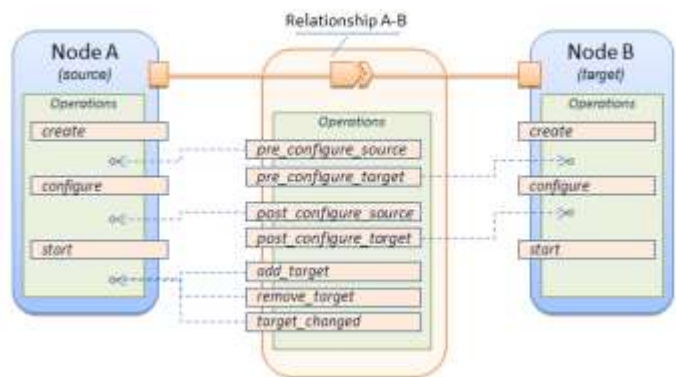 Relationship A-B
Node A
(source)
Operations
create
configure
start
Operations
pre_configure_source
pre_configure_target
post_configure_source
post_configure_target
add_target
remove_target
target_changed
Node B
(target)
Operations
create
configure
start